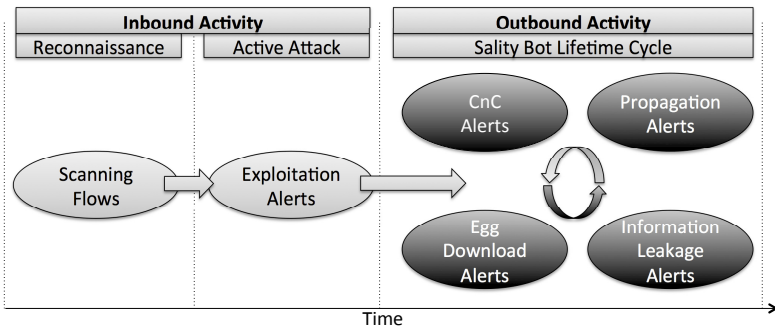 Inbound Activity
Outbound Activity
Reconnaissance
Active Attack
Sality Bot Lifetime Cycle
CnC
Alerts
Propagation
Alerts
Scanning
Flows
Exploitation
Alerts
Egg
Download
Alerts
Information
Leakage
Alerts
Time